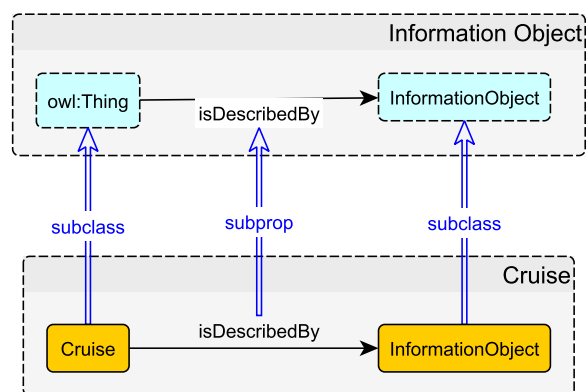 Information Object
owl:Thing
isDescribedBy
InformationObject
subclass
subprop
subclass
Cruise
Cruise
isDescribedBy
InformationObject